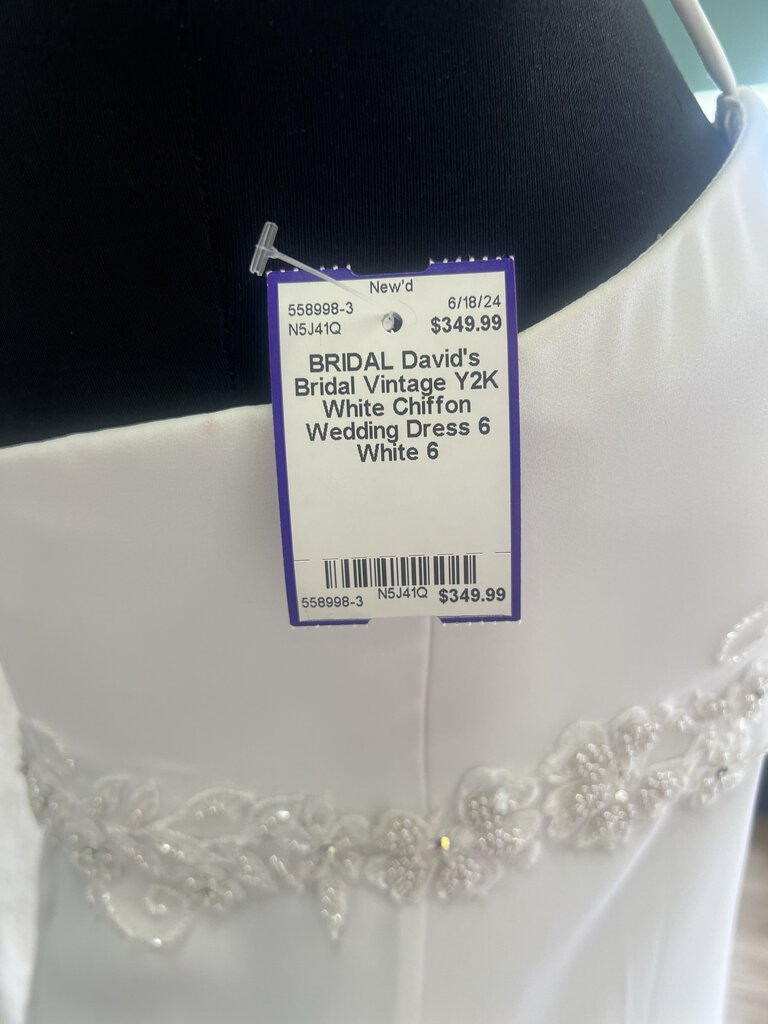 New'd
558998-3 6/18/24
N5J41Q $349.99
BRIDAL David's
Bridal Vintage Y2K
White Chiffon
Wedding Dress 6
White 6
558998-3 N5J41Q $349.99